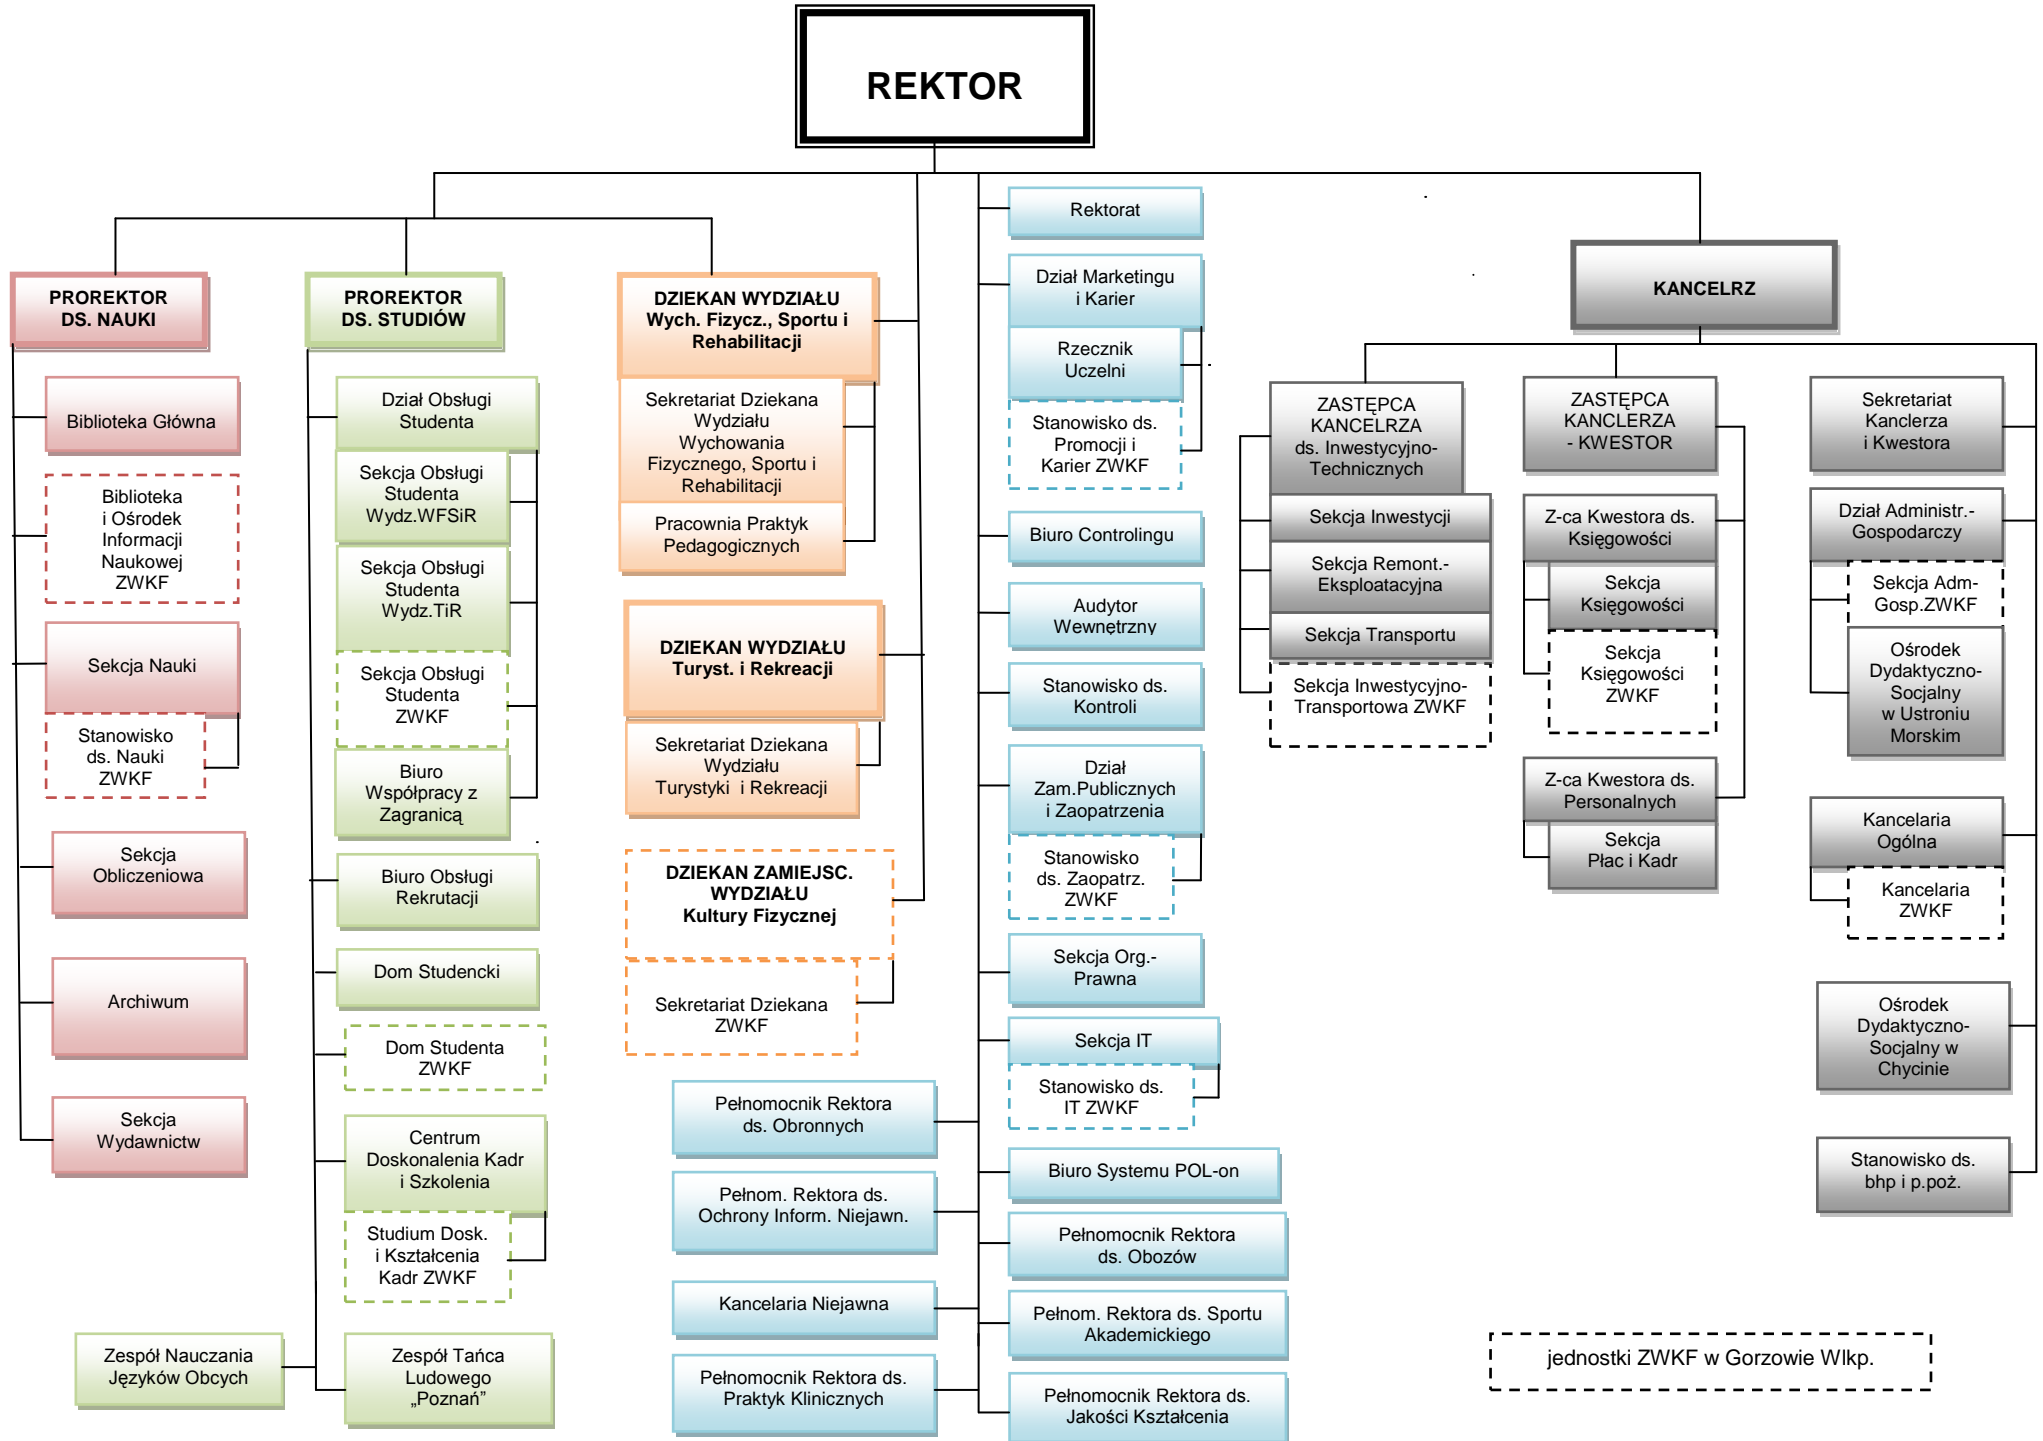 REKTOR
PROREKTOR
DS. NAUKI
Biblioteka Główna
Biblioteka
i Ośrodek
Informacji
Naukowej
ZWKF
Sekcja Nauki
Stanowisko
ds. Nauki
ZWKF
Sekcja
Obliczeniowa
Archiwum
Sekcja
Wydawnictw
PROREKTOR
DS. STUDIÓW
Dział Obsługi
Studenta
Sekcja Obsługi
Studenta
Wydz.WFSiR
Sekcja Obsługi
Studenta
Wydz.TiR
Sekcja Obsługi
Studenta
ZWKF
Biuro
Współpracy z
Zagranicą
Biuro Obsługi
Rekrutacji
Dom Studencki
Dom Studenta
ZWKF
Centrum
Doskonalenia Kadr
i Szkolenia
Studium Dosk.
i Kształcenia
Kadr ZWKF
Zespół Nauczania
Języków Obcych
Zespół Tańca
Ludowego
„Poznań”
DZIEKAN WYDZIAŁU
Wych. Fizycz., Sportu i
Rehabilitacji
Sekretariat Dziekana
Wydziału
Wychowania
Fizycznego, Sportu i
Rehabilitacji
Pracownia Praktyk
Pedagogicznych
DZIEKAN WYDZIAŁU
Turyst. i Rekreacji
Sekretariat Dziekana
Wydziału
Turystyki i Rekreacji
DZIEKAN ZAMIEJSC.
WYDZIAŁU
Kultury Fizycznej
Sekretariat Dziekana
ZWKF
Pełnomocnik Rektora
ds. Obronnych
Pełnom. Rektora ds.
Ochrony Inform. Niejawn.
Kancelaria Niejawna
Pełnomocnik Rektora ds.
Praktyk Klinicznych
Rektorat
Dział Marketingu
i Karier
Rzecznik
Uczelni
Stanowisko ds.
Promocji i
Karier ZWKF
Biuro Controlingu
Audytor
Wewnętrzny
Stanowisko ds.
Kontroli
Dział
Zam.Publicznych
i Zaopatrzenia
Stanowisko
ds. Zaopatrz.
ZWKF
Sekcja Org.-
Prawna
Sekcja IT
Stanowisko ds.
IT ZWKF
Biuro Systemu POL-on
Pełnomocnik Rektora
ds. Obozów
Pełnom. Rektora ds. Sportu
Akademickiego
Pełnomocnik Rektora ds.
Jakości Kształcenia
KANCELRZ
ZASTĘPCA
KANCELRZA
ds. Inwestycyjno-
Technicznych
Sekcja Inwestycji
Sekcja Remont.-
Eksploatacyjna
Sekcja Transportu
Sekcja Inwestycyjno-
Transportowa ZWKF
ZASTĘPCA
KANCLERZA
- KWESTOR
Z-ca Kwestora ds.
Księgowości
Sekcja
Księgowości
Sekcja
Księgowości
ZWKF
Z-ca Kwestora ds.
Personalnych
Sekcja
Płac i Kadr
Sekretariat
Kanclerza
i Kwestora
Dział Administr.-
Gospodarczy
Sekcja Adm-
Gosp.ZWKF
Ośrodek
Dydaktyczno-
Socjalny
w Ustroniu
Morskim
Kancelaria
Ogólna
Kancelaria
ZWKF
Ośrodek
Dydaktyczno-
Socjalny w
Chycinie
Stanowisko ds.
bhp i p.poż.
jednostki ZWKF w Gorzowie Wlkp.